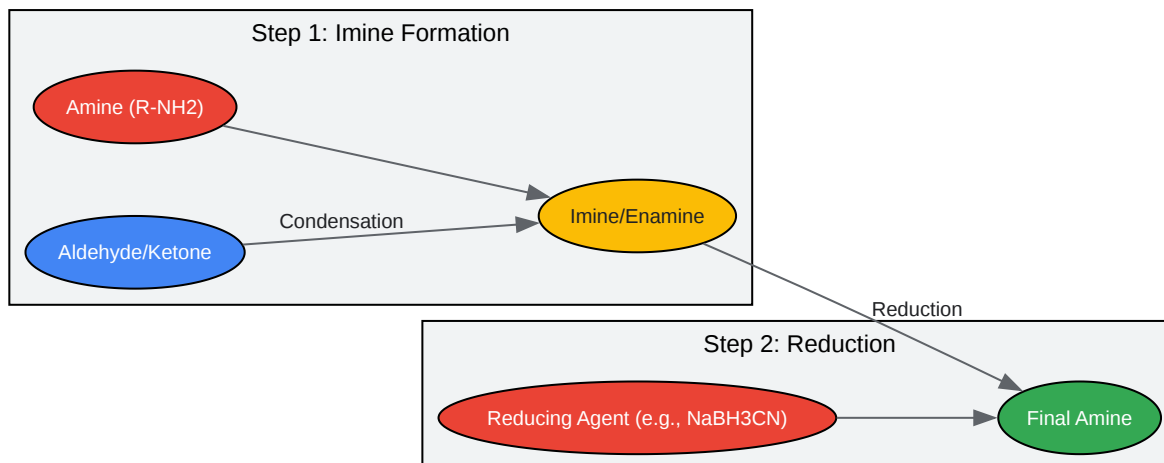 Step 1: Imine Formation
Amine (R-NH2)
Aldehyde/Ketone
Condensation
Imine/Enamine
Reduction
Step 2: Reduction
Reducing Agent (e.g., NaBH3CN)
Final Amine